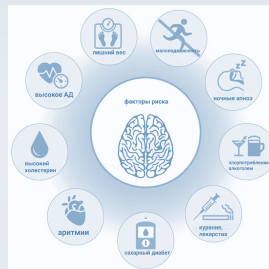 лишний вес
малоподвижность
высокое АД
ночные апноэ
z z Z
факторы риска
высокий
холестерин
злоупотребление
алкоголем
аритмии
курение,
лекарства
сахарный диабет